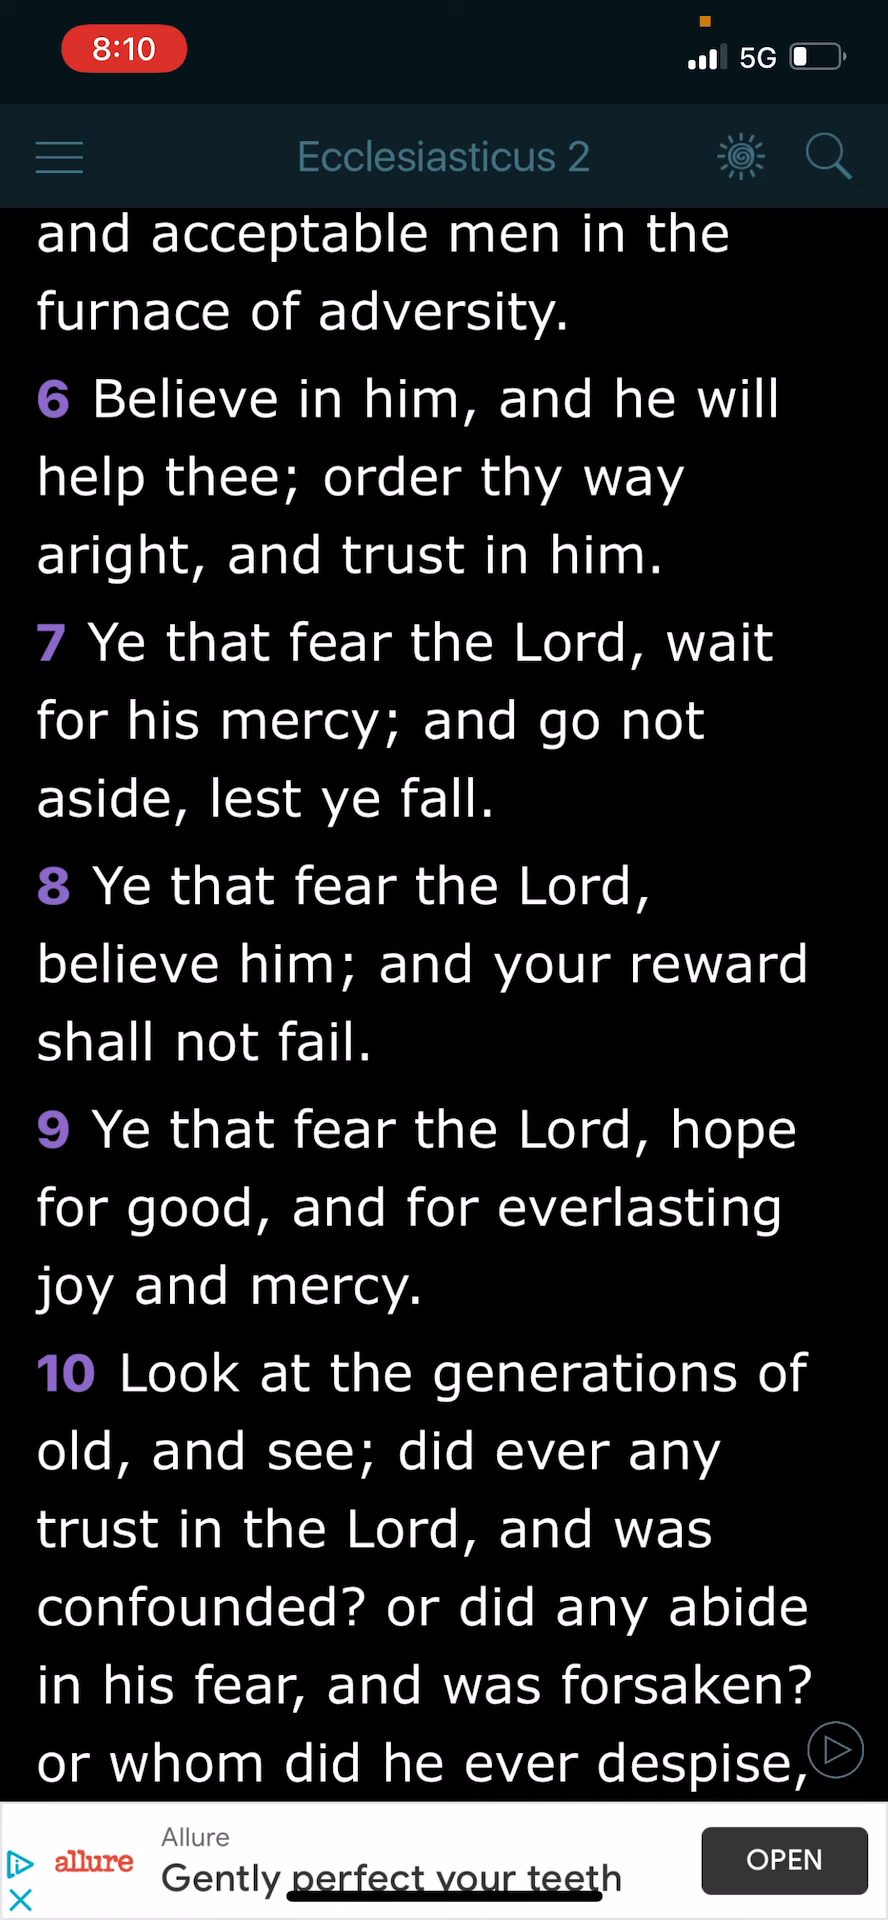 8:10
5G
Ecclesiasticus 2
and acceptable men in the
furnace of adversity.
6 Believe in him, and he will
help thee; order thy way
aright, and trust in him.
7 Ye that fear the Lord, wait
for his mercy; and go not
aside, lest ye fall.
8 Ye that fear the Lord,
believe him; and your reward
shall not fail.
9 Ye that fear the Lord, hope
for good, and for everlasting
joy and mercy.
10 Look at the generations of
old, and see; did ever any
trust in the Lord, and was
confounded? or did any abide
in his fear, and was forsaken?
or whom did he ever despise,
Allure
allure
Gently perfect your teeth
OPEN